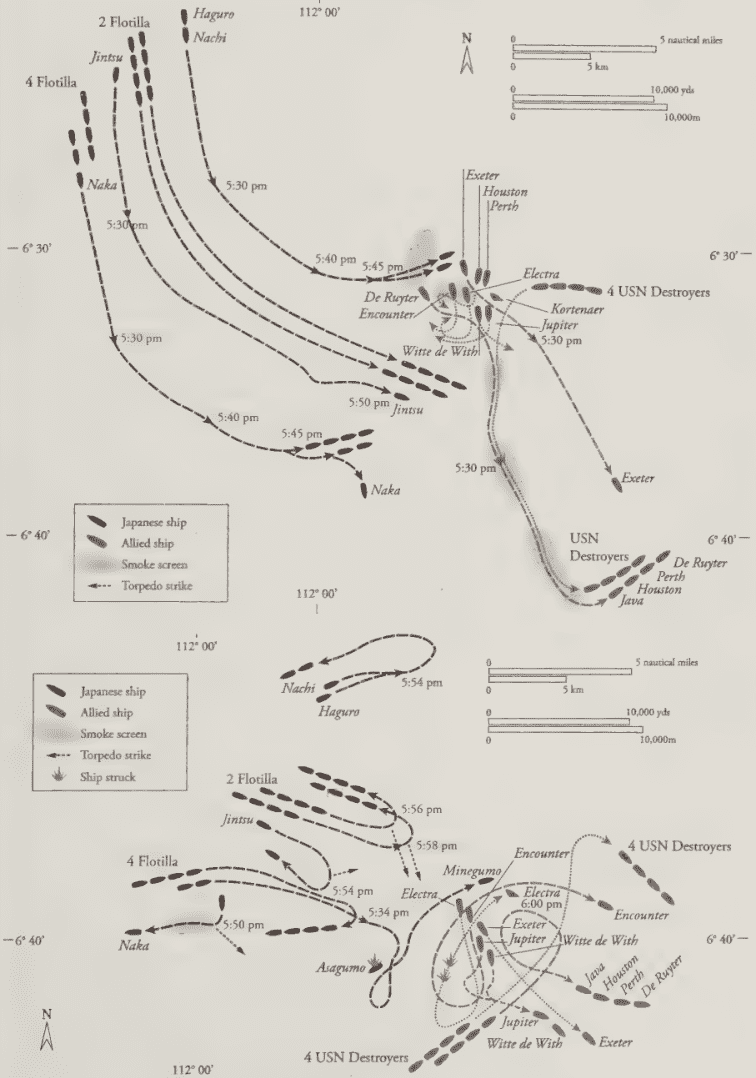 112° 00'
Haguro
Nachi
2 Flotilla
Jintsu
4 Flotilla
Naka
N
0
5 nautical miles
0
5 km
0
10,000 yds
0
10,000m
5:30 pm
5:30 pm
5:30 pm
6° 30'
6° 30'
Exeter
Houston
Perth
5:40 pm
5:45 pm
Electra
De Ruyter
4 USN Destroyers
Encounter
Kortenaer
Jupiter
5:30 pm
Witte de With
5:50 pm
Jintsu
5:40 pm
5:45 pm
Naka
5:30 pm
Exeter
Japanese ship
Allied ship
Smoke screen
Torpedo strike
6° 40'
6° 40'
USN
Destroyers
De Ruyter
Perth
Houston
Java
112° 00'
112° 00'
Nachi
Haguro
5:54 pm
0
5 nautical miles
0
5 km
0
10,000 yds
0
10,000m
Japanese ship
Allied ship
Smoke screen
Torpedo strike
Ship struck
2 Flotilla
5:56 pm
Jintsu
5:58 pm
4 Flotilla
5:54 pm
5:34 pm
Minegumo
Encounter
4 USN Destroyers
Electra
Electra
6:00 pm
Encounter
5:50 pm
Naka
Exeter
Jupiter
Witte de With
6° 40'
6° 40'
Asagumo
Java
Houston
Perth
De Ruyter
N
Jupiter
Witte de With
Exeter
4 USN Destroyers
112° 00'